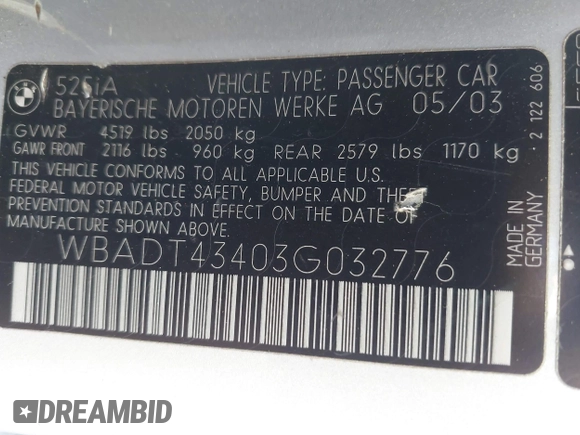 BMW
525iA VEHICLE TYPE: PASSENGER CAR
BAYERISCHE MOTOREN WERKE AG 05/03
GVWR 4519 lbs 2050 kg
GAWR FRONT 2116 lbs 960 kg REAR 2579 lbs 1170 kg
THIS VEHICLE CONFORMS TO ALL APPLICABLE U.S.
FEDERAL MOTOR VEHICLE SAFETY, BUMPER AND THEFT
PREVENTION STANDARDS IN EFFECT ON THE DATE OF
MANUFACTURE SHOWN ABOVE.
WBADT43403G032776
MADE IN
GERMANY
2 122 606
DREAMBID